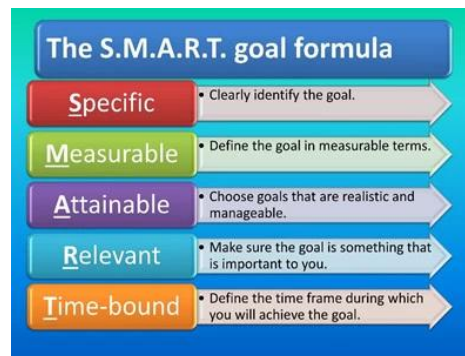 The S.M.A.R.T. goal formula
Specific
• Clearly identify the goal.
Measurable
• Define the goal in measurable terms.
Attainable
• Choose goals that are realistic and
manageable.
Relevant
• Make sure the goal is something that
is important to you.
Time-bound
• Define the time frame during which
you will achieve the goal.